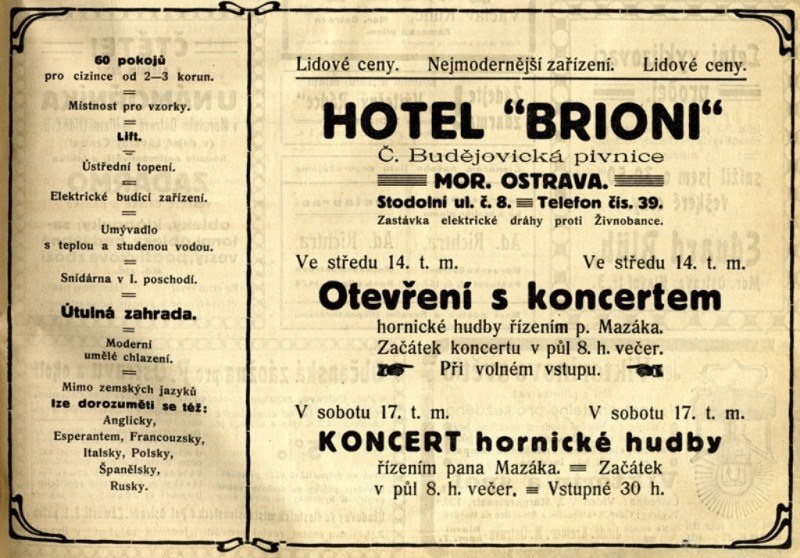 60 pokojů
pro cizince od 2—3 korun.
Místnost pro vzorky.
Lift.
Ústřední topení.
Elektrické budící zařízení.
Umývadlo
s teplou a studenou vodou.
Snídárna v I. poschodí.
Útulná zahrada.
Moderní
umělé chlazení.
Mimo zemských jazyků
lze dorozuměti se též:
Anglicky,
Esperantem, Francouzsky,
Italsky, Polsky,
Španělsky,
Rusky.
Lidové ceny. Nejmodernější zařízení. Lidové ceny.
HOTEL “BRIONI“
Č. Budějovická pivnice
MOR. OSTRAVA.
Stodolní ul. č. 8. = Telefon čís. 39.
Zastávka elektrické dráhy proti Živnobance.
Ve středu 14. t. m. Ve středu 14. t. m.
Otevření s koncertem
hornické hudby řízením p. Mazáka.
Začátek koncertu v půl 8. h. večer.
Při volném vstupu.
V sobotu 17. t. m. V sobotu 17. t. m.
KONCERT hornické hudby
řízením pana Mazáka. = Začátek
v půl 8. h. večer. = Vstupné 30 h.